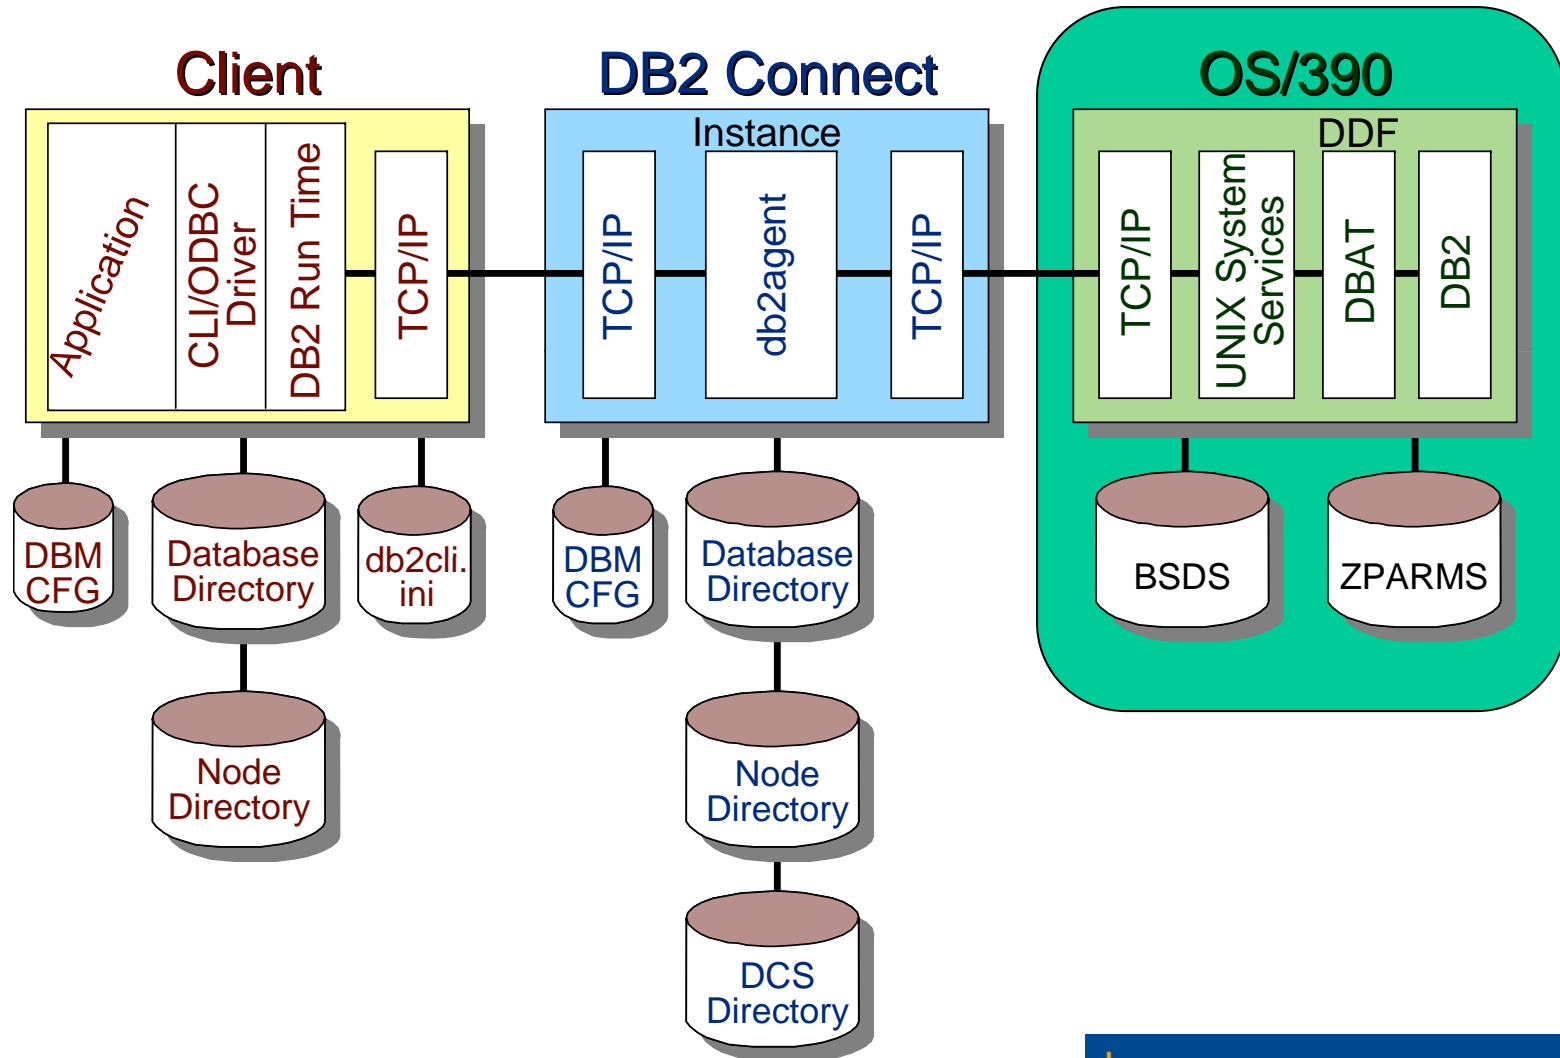 Client
DB2 Connect
OS/390
Application
CLI/ODBC
Driver
DB2 Run Time
TCP/IP
Instance
TCP/IP
db2agent
TCP/IP
DDF
TCP/IP
UNIX System
Services
DBAT
DB2
DBM
CFG
Database
Directory
db2cli.
ini
DBM
CFG
Database
Directory
BSDS
ZPARMS
Node
Directory
Node
Directory
DCS
Directory